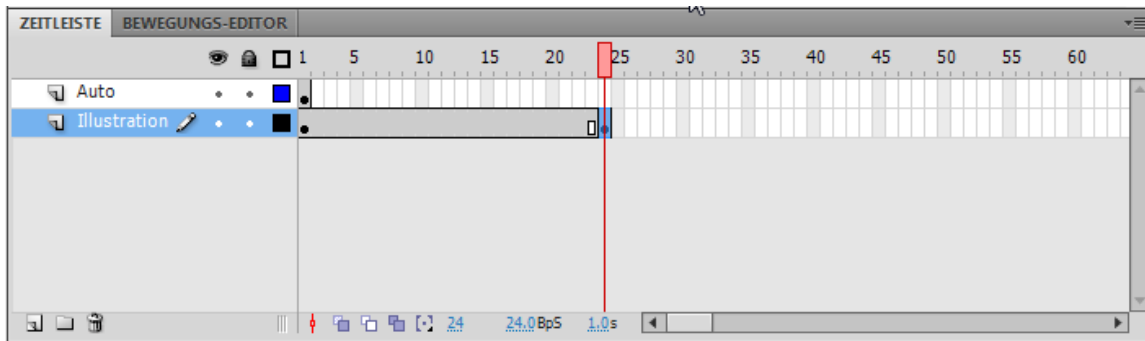 ZEITLEISTE BEWEGUNGS-EDITOR
1 5 10 15 20 25 30 35 40 45 50 55 60
Auto
Illustration
24 24.0 BpS 1.0 s